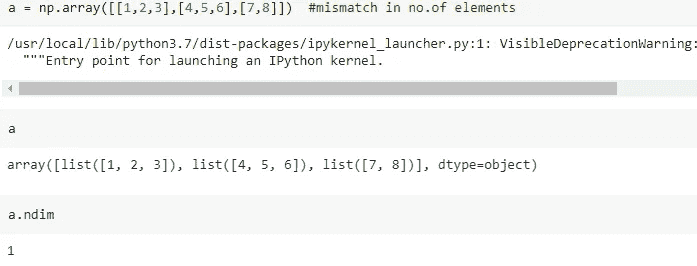 a = np.array([[1,2,3],[4,5,6],[7,8]])  #mismatch in no.of elements
/usr/local/lib/python3.7/dist-packages/ipykernel_launcher.py:1: VisibleDeprecationWarning:
"""Entry point for launching an IPython kernel.
a
array([list([1, 2, 3]), list([4, 5, 6]), list([7, 8])], dtype=object)
a.ndim
1